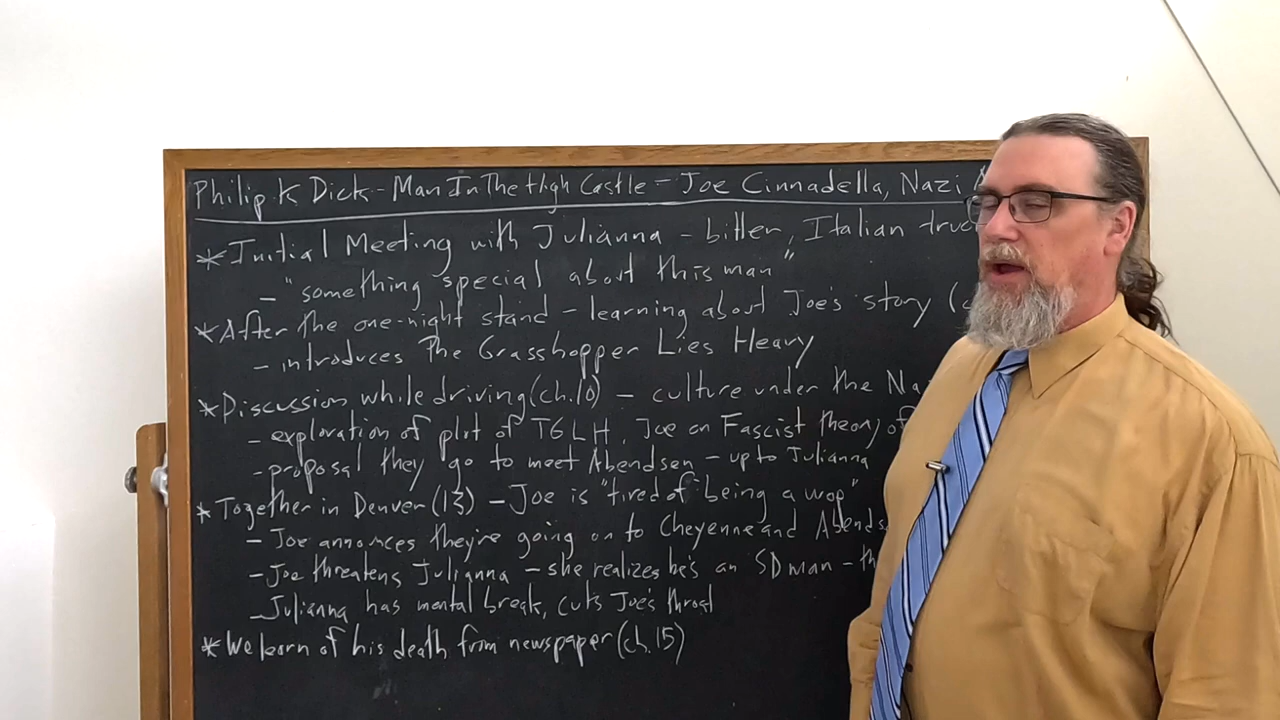 Philip K Dick - Man In The High Castle - Joe Cinnadella, Nazi
* Initial Meeting with Julianna - bitter, Italian truc
- "something special about this man"
* After the one-night stand - learning about Joe's story (c
- introduces The Grasshopper Lies Heavy
* Discussion while driving (ch.10) - culture under the Na
- exploration of plot of TGLH, Joe on Fascist theory of
- proposal they go to meet Abendsen - up to Julianna
* Together in Denver (13) - Joe is "tired of being a wop"
- Joe announces they're going on to Cheyenne and Abends
- Joe threatens Julianna - she realizes he's an SD man - th
- Julianna has mental break, cuts Joe's throat
* We learn of his death from newspaper (ch.15)